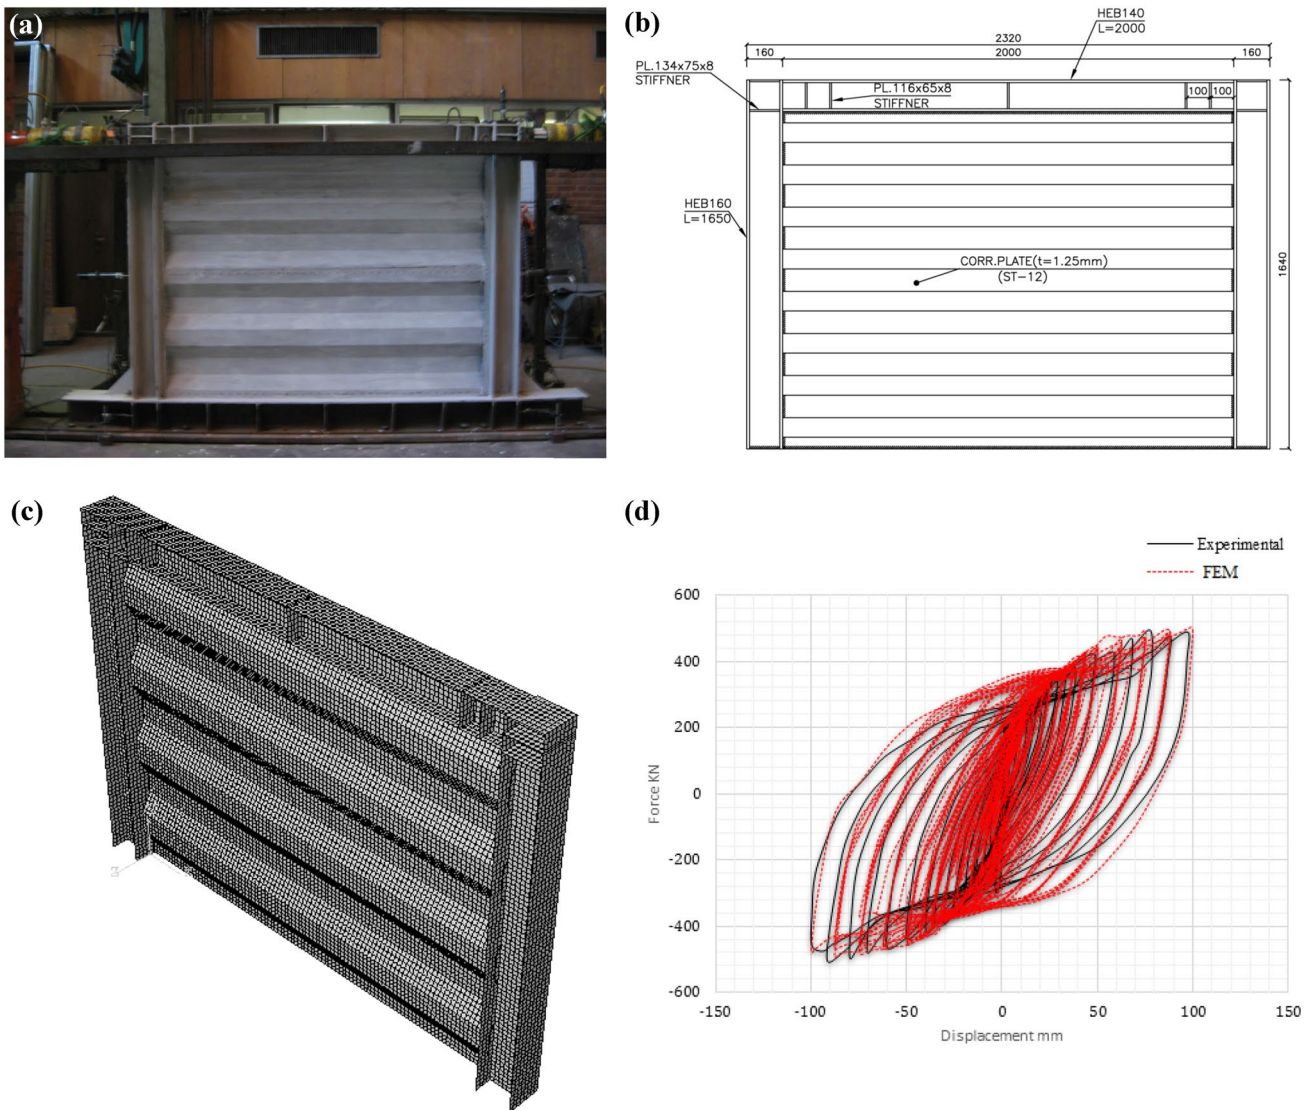 (a)
(b)
HEB140
L=2000
2320
160
2000
160
PL.134x75x8
STIFFNER
PL.116x65x8
STIFFNER
100
100
HEB160
L=1650
CORR.PLATE(t=1.25mm)
(ST-12)
1640
(c)
(d)
Experimental
FEM
600
400
200
0
-200
-400
-600
Force KN
-150
-100
-50
0
50
100
150
Displacement mm
Z